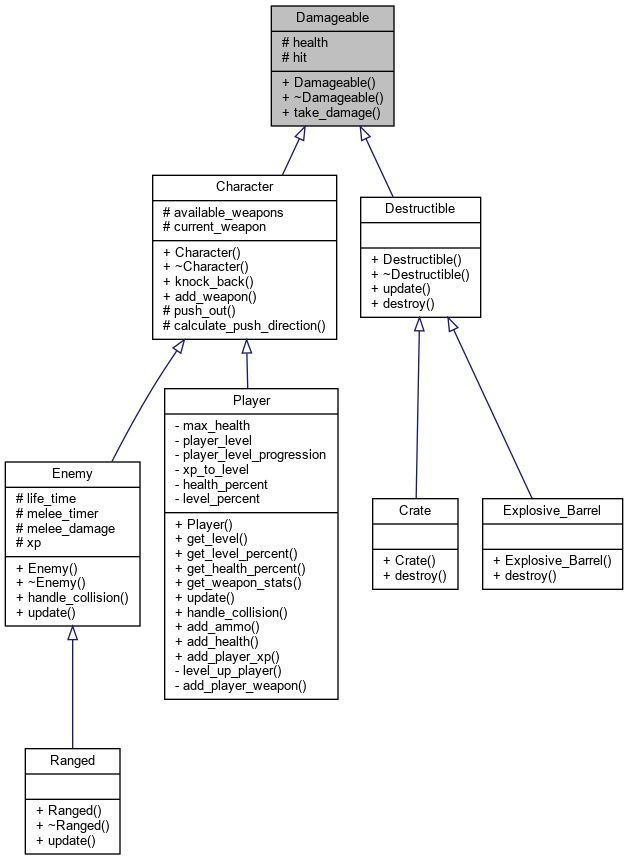 Damageable
# health
# hit
+ Damageable()
+ ~Damageable()
+ take_damage()
Character
# available_weapons
# current_weapon
+ Character()
+ ~Character()
+ knock_back()
+ add_weapon()
# push_out()
# calculate_push_direction()
Destructible
+ Destructible()
+ ~Destructible()
+ update()
+ destroy()
Enemy
# life_time
# melee_timer
# melee_damage
# xp
+ Enemy()
+ ~Enemy()
+ handle_collision()
+ update()
Player
- max_health
- player_level
- player_level_progression
- xp_to_level
- health_percent
- level_percent
+ Player()
+ get_level()
+ get_level_percent()
+ get_health_percent()
+ get_weapon_stats()
+ update()
+ handle_collision()
+ add_ammo()
+ add_health()
+ add_player_xp()
- level_up_player()
- add_player_weapon()
Crate
+ Crate()
+ destroy()
Explosive_Barrel
+ Explosive_Barrel()
+ destroy()
Ranged
+ Ranged()
+ ~Ranged()
+ update()